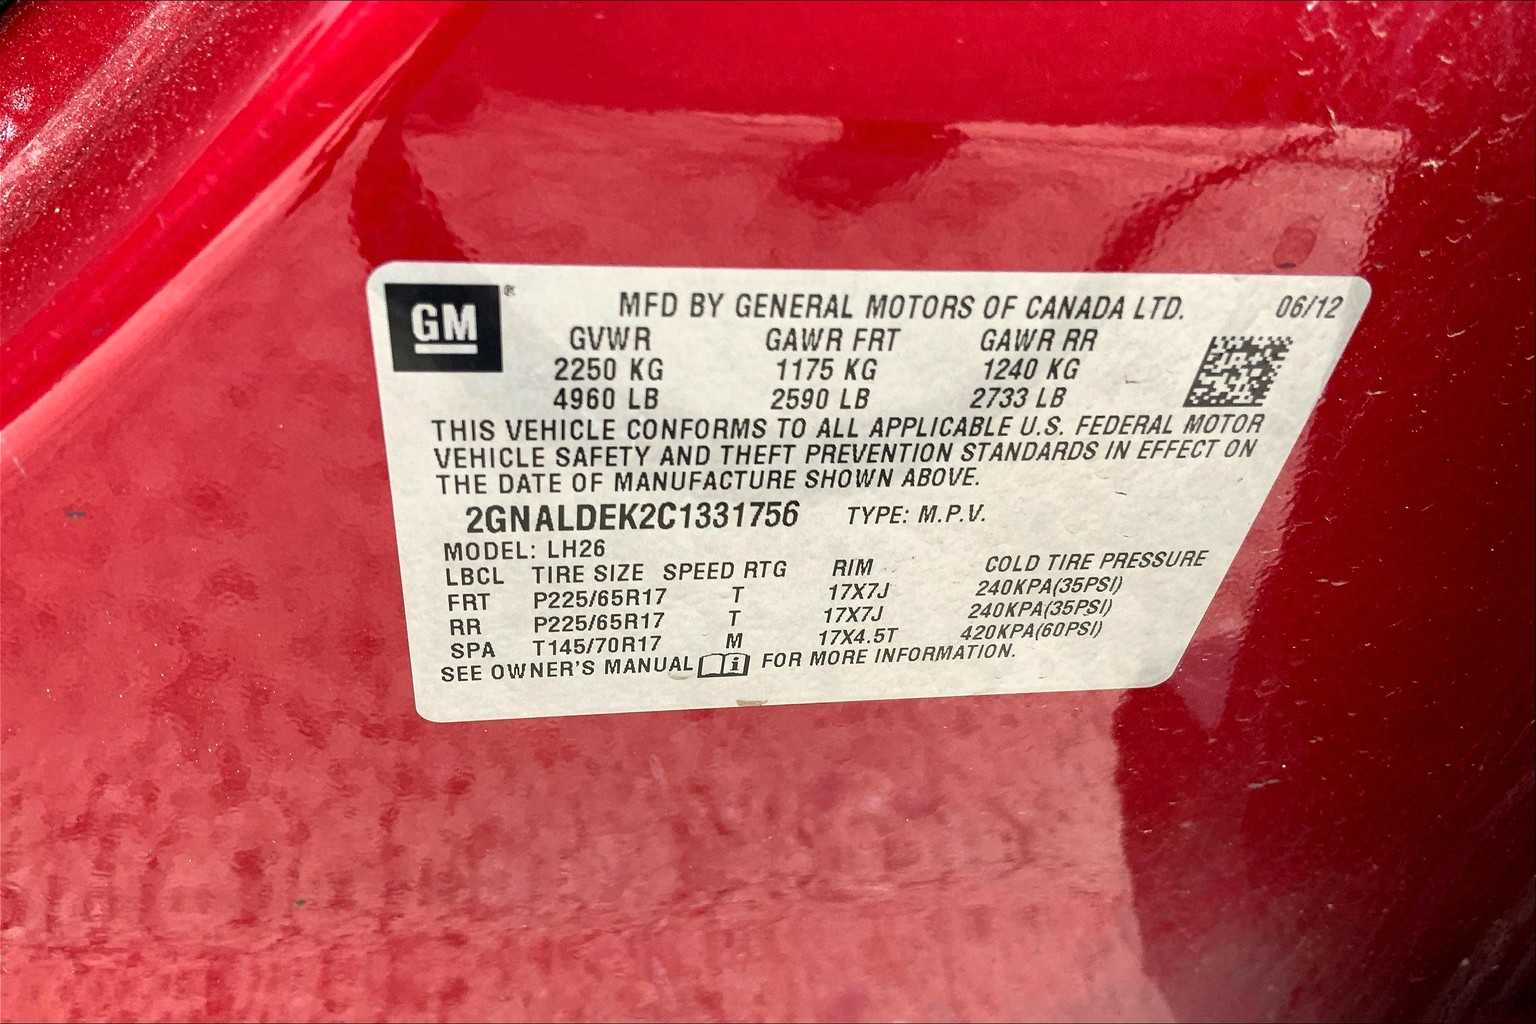 GM ® MFD BY GENERAL MOTORS OF CANADA LTD. 06/12
GVWR GAWR FRT GAWR RR
2250 KG 1175 KG 1240 KG
4960 LB 2590 LB 2733 LB
THIS VEHICLE CONFORMS TO ALL APPLICABLE U.S. FEDERAL MOTOR
VEHICLE SAFETY AND THEFT PREVENTION STANDARDS IN EFFECT ON
THE DATE OF MANUFACTURE SHOWN ABOVE.
2GNALDEK2C1331756 TYPE: M.P.V.
MODEL: LH26
LBCL TIRE SIZE SPEED RTG RIM COLD TIRE PRESSURE
FRT P225/65R17 T 17X7J 240KPA(35PSI)
RR P225/65R17 T 17X7J 240KPA(35PSI)
SPA T145/70R17 M 17X4.5T 420KPA(60PSI)
SEE OWNER'S MANUAL i FOR MORE INFORMATION.